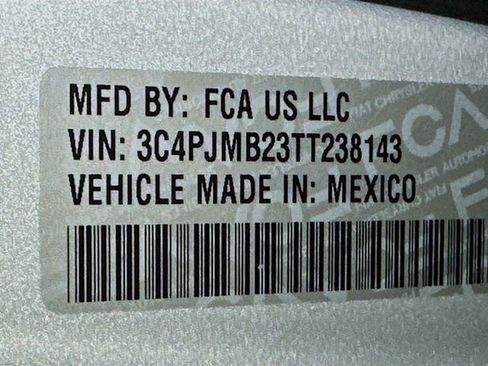 MFD BY: FCA US LLC
VIN: 3C4PJMB23TT238143
VEHICLE MADE IN: MEXICO